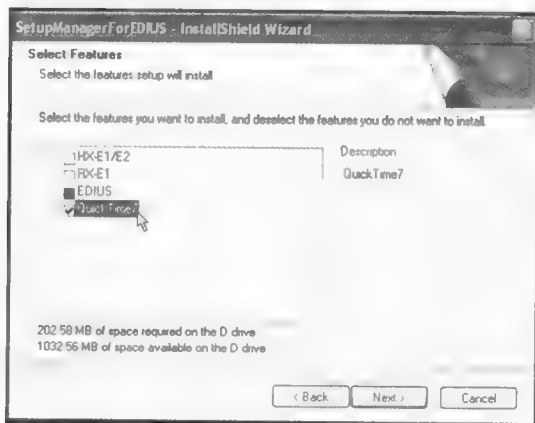 SetupManagerForEDIUS - InstallShield Wizard
Select Features
Select the features setup will install
Select the features you want to install, and deselect the features you do not want to install.
HX-E1/E2
RX-E1
EDIUS
QuickTime7
Description
QuickTime7
202.58 MB of space required on the D drive
1032.56 MB of space available on the D drive
< Back
Next >
Cancel